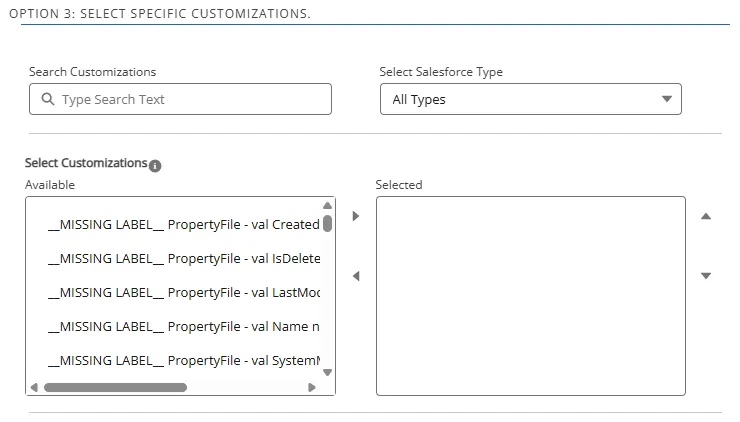 OPTION 3: SELECT SPECIFIC CUSTOMIZATIONS.
Search Customizations
Select Salesforce Type
Type Search Text
All Types
Select Customizations
Available
Selected
__MISSING LABEL__ PropertyFile - val Created
__MISSING LABEL__ PropertyFile - val IsDelete
__MISSING LABEL__ PropertyFile - val LastMod
__MISSING LABEL__ PropertyFile - val Name n
__MISSING LABEL__ PropertyFile - val SystemM